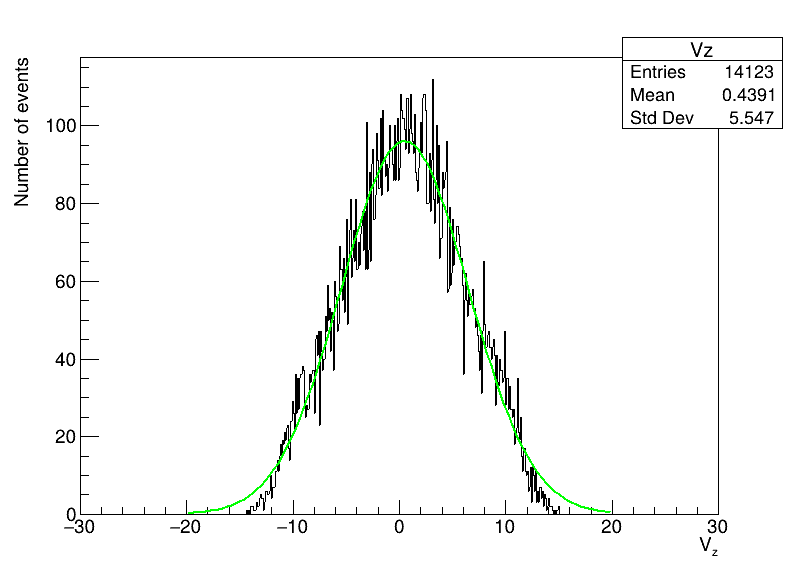 Vz
Entries 14123
Mean 0.4391
Std Dev 5.547
Number of events
100
80
60
40
20
0
−30 −20 −10 0 10 20 30
V_z